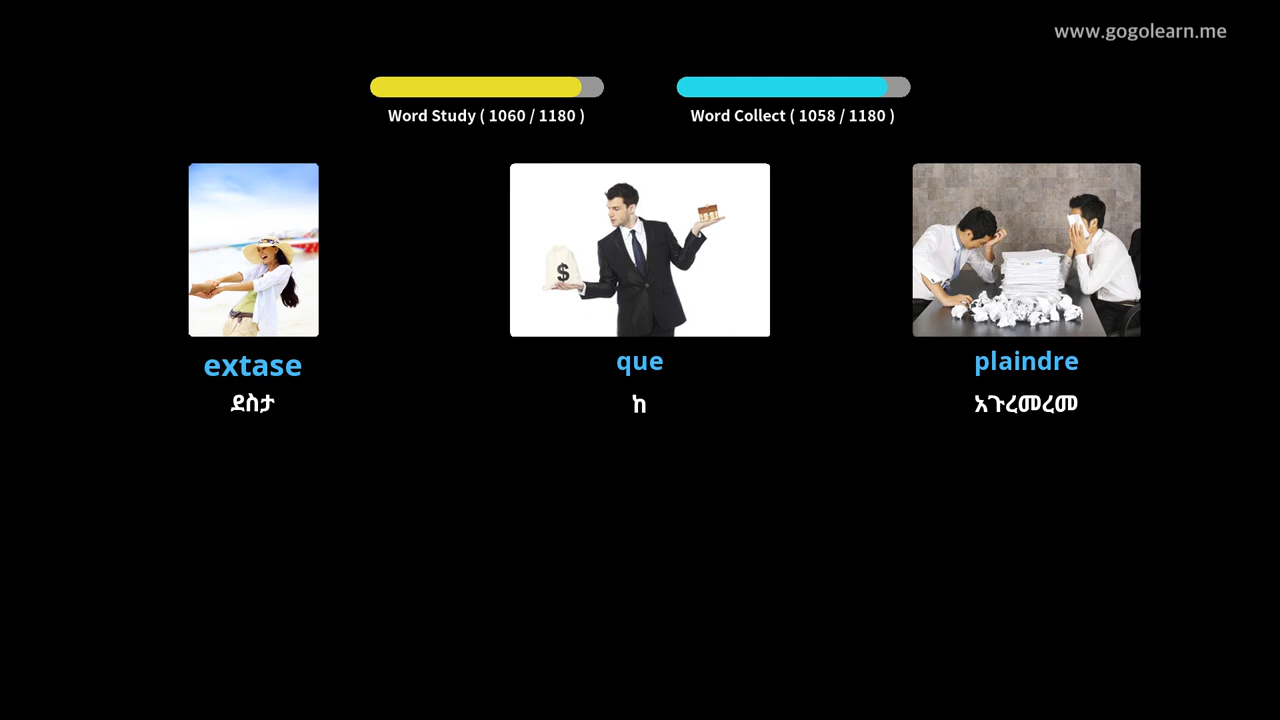 www.gogolearn.me
Word Study ( 1060 / 1180 )
Word Collect ( 1058 / 1180 )
$
extase
que
plaindre
ደስታ
ከ
አጉረመረመ